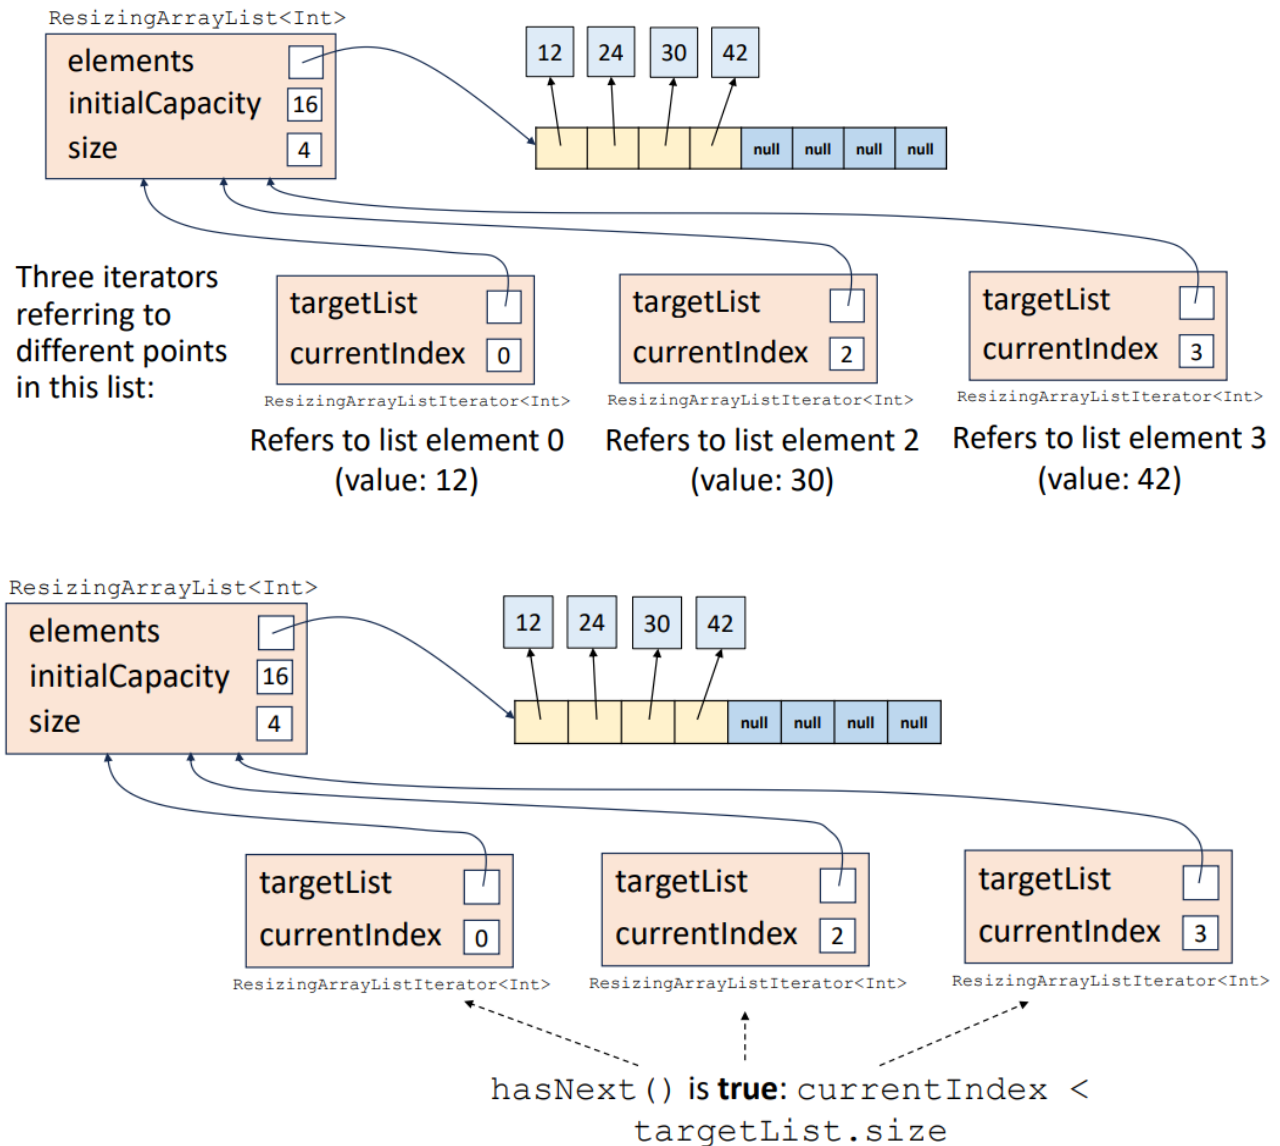 ResizingArrayList<Int>
elements
initialCapacity 16
size 4
12 24 30 42
null null null null
Three iterators
referring to
different points
in this list:
targetList
currentIndex 0
ResizingArrayListIterator<Int>
Refers to list element 0
(value: 12)
targetList
currentIndex 2
ResizingArrayListIterator<Int>
Refers to list element 2
(value: 30)
targetList
currentIndex 3
ResizingArrayListIterator<Int>
Refers to list element 3
(value: 42)
ResizingArrayList<Int>
elements
initialCapacity 16
size 4
12 24 30 42
null null null null
targetList
currentIndex 0
ResizingArrayListIterator<Int>
targetList
currentIndex 2
ResizingArrayListIterator<Int>
targetList
currentIndex 3
ResizingArrayListIterator<Int>
hasNext() is true: currentIndex <
targetList.size